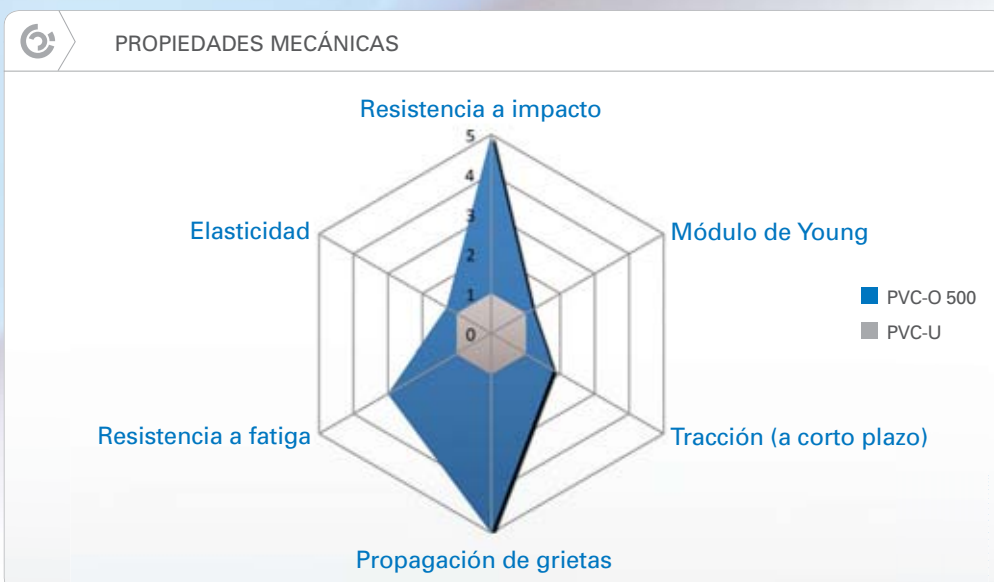 PROPIEDADES MECÁNICAS
Resistencia a impacto
5
4
3
2
1
0
Elasticidad
Módulo de Young
PVC-O 500
PVC-U
Resistencia a fatiga
Tracción (a corto plazo)
Propagación de grietas